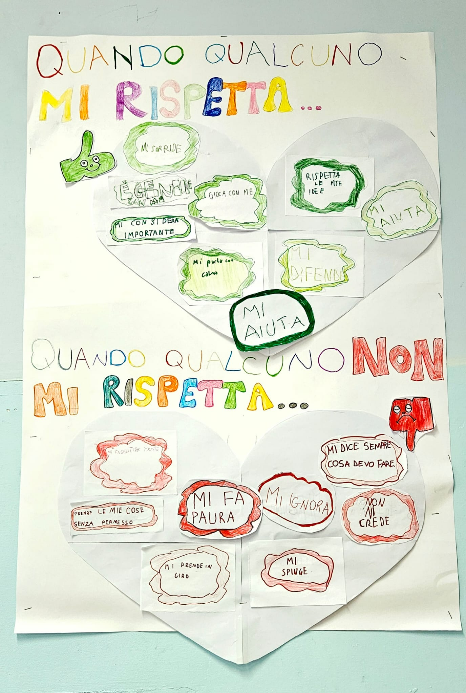 QUANDO QUALCUNO
MI RISPETTA...
MI SORRIDE
GIOCA CON ME
RISPETTA
LE MIE
IDEE
MI
AIUTA
MI CONSIDERA
IMPORTANTE
Mi parla con
calma
MI
DIFENDE
MI
AIUTA
QUANDO QUALCUNO NON
MI RISPETTA...
MI DICE SEMPRE
COSA DEVO FARE
MI FA
PAURA
MI IGNORA
NON
MI
CREDE
PRENDE LE MIE COSE
SENZA PERMESSO
MI PRENDE IN
GIRO
MI
SPINGE